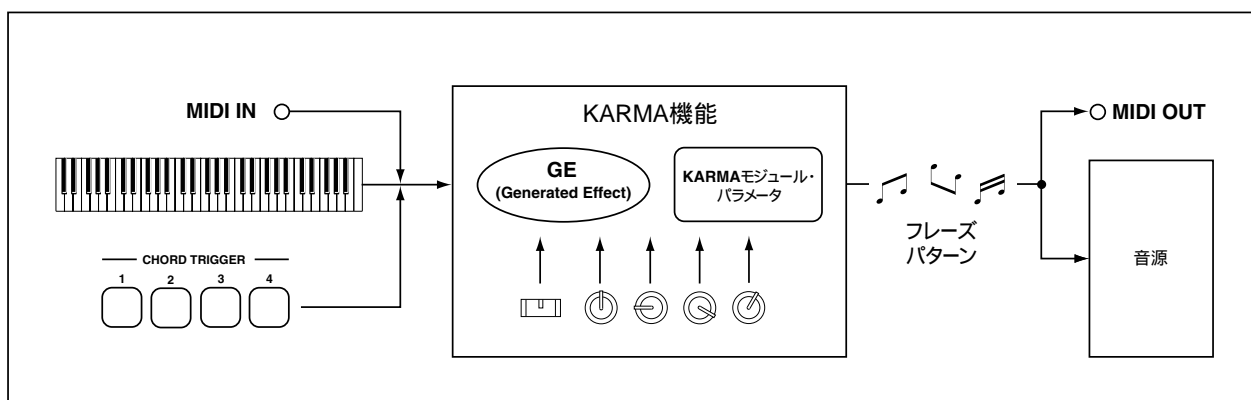 MIDI IN
CHORD TRIGGER
1 2 3 4
KARMA機能
GE
(Generated Effect)
KARMAモジュール・
パラメータ
フレーズ
パターン
MIDI OUT
音源